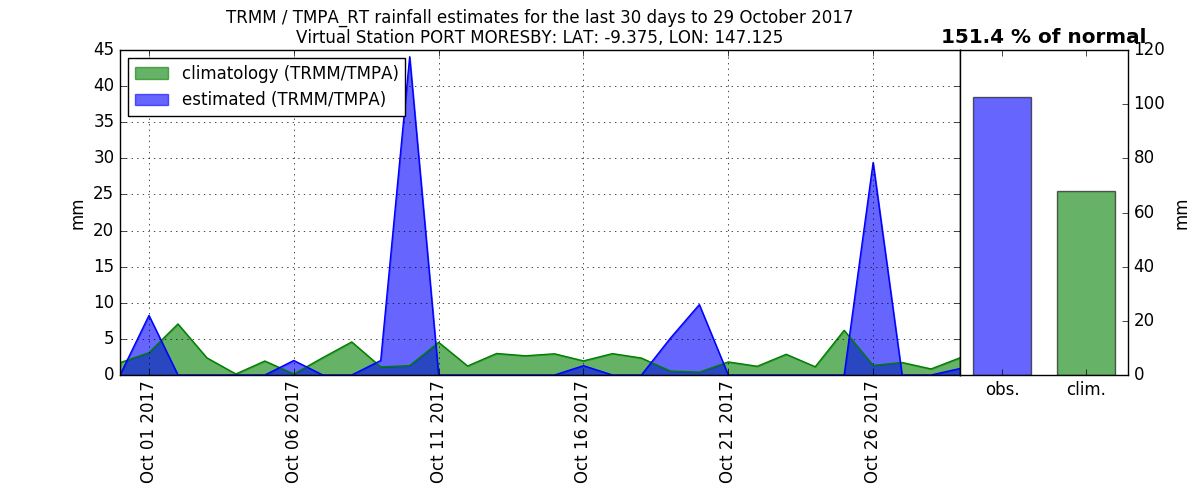 TRMM / TMPA_RT rainfall estimates for the last 30 days to 29 October 2017
Virtual Station PORT MORESBY: LAT: -9.375, LON: 147.125
151.4 % of normal
climatology (TRMM/TMPA)
estimated (TRMM/TMPA)
45
40
35
30
25
20
15
10
5
0
mm
Oct 01 2017
Oct 06 2017
Oct 11 2017
Oct 16 2017
Oct 21 2017
Oct 26 2017
120
100
80
60
40
20
0
mm
obs.
clim.